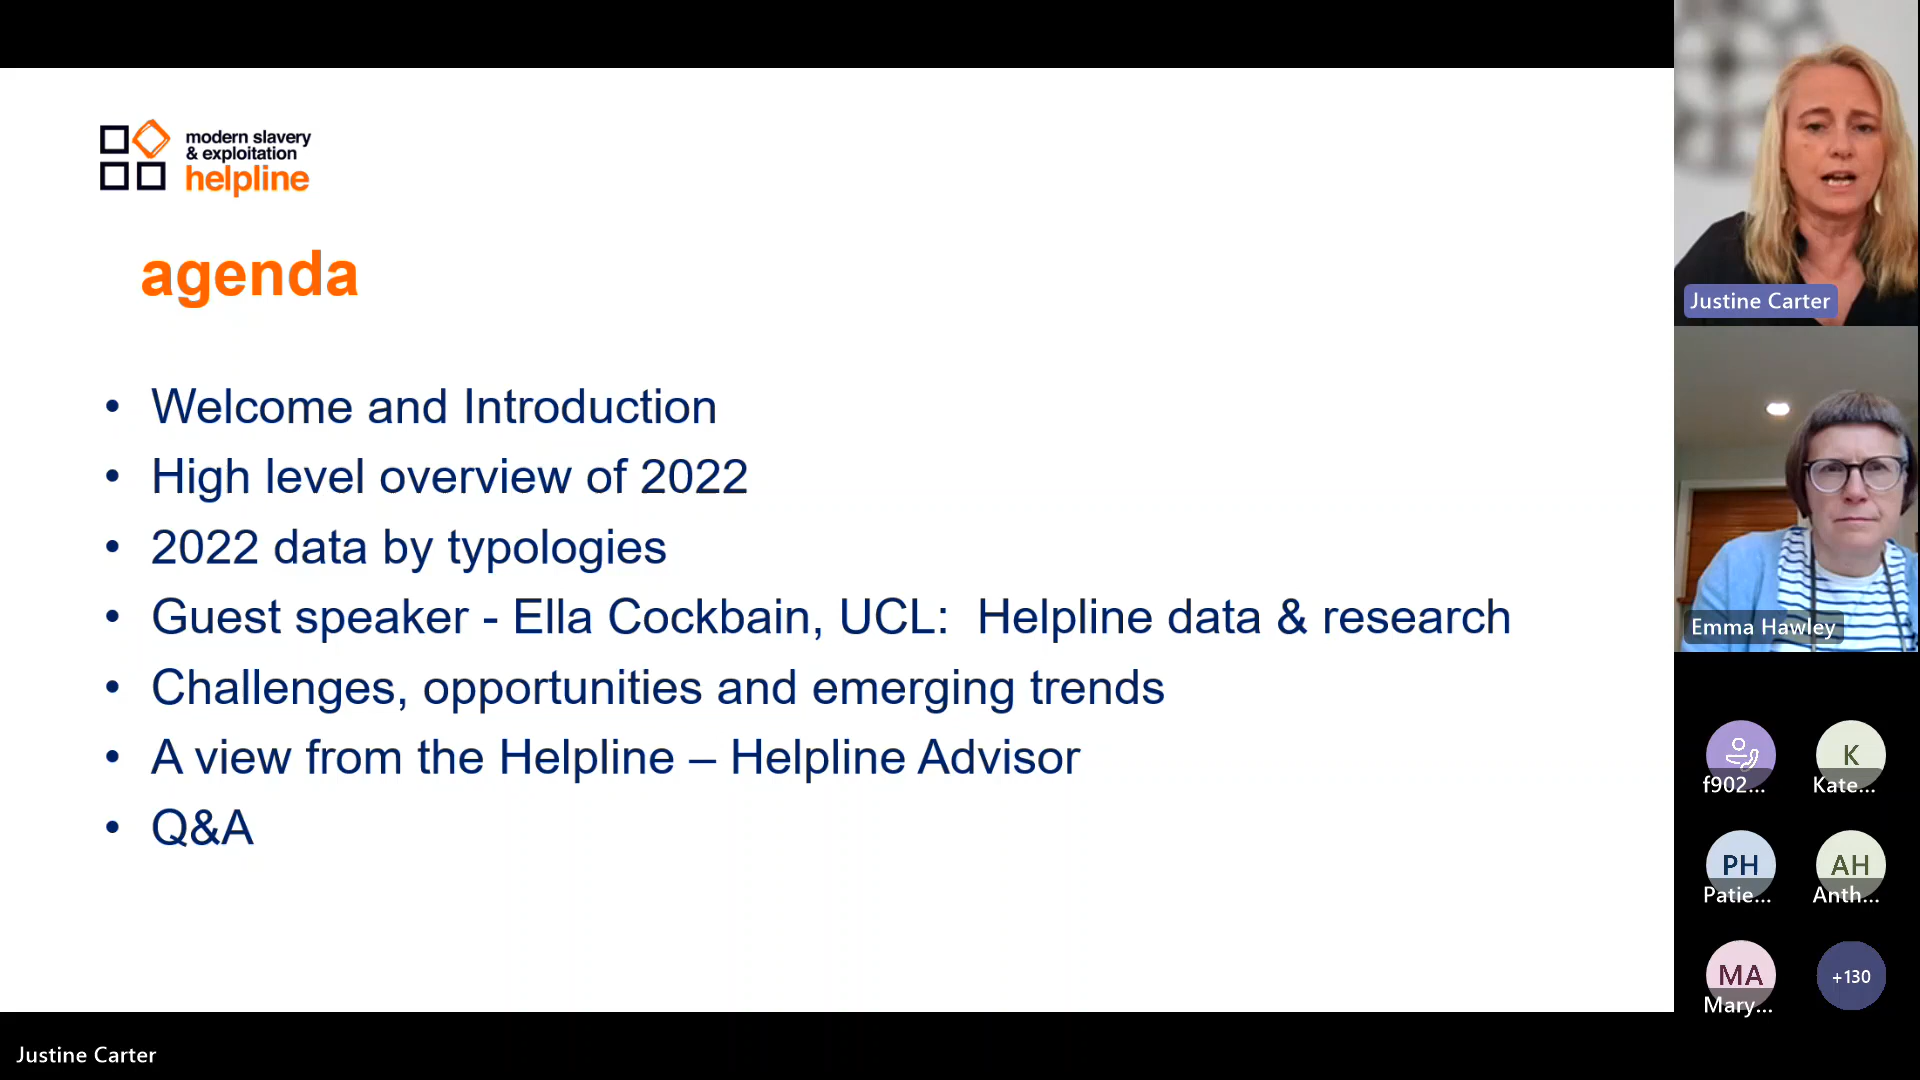 modern slavery
& exploitation
helpline
agenda
• Welcome and Introduction
• High level overview of 2022
• 2022 data by typologies
• Guest speaker - Ella Cockbain, UCL:  Helpline data & research
• Challenges, opportunities and emerging trends
• A view from the Helpline – Helpline Advisor
• Q&A
Justine Carter
Emma Hawley
f902...
K
Kate...
PH
Patie...
AH
Anth...
MA
Mary...
+130
Justine Carter